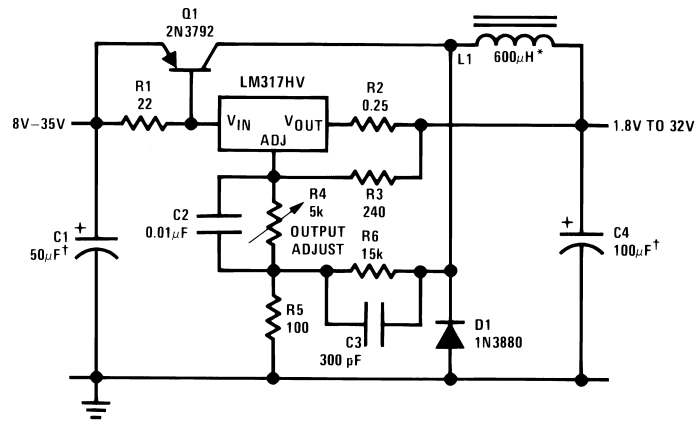 Q1
2N3792
L1
600μH*
R1
22
LM317HV
R2
0.25
8V–35V
VIN
VOUT
ADJ
1.8V TO 32V
R4
5k
R3
240
C2
0.01μF
OUTPUT
ADJUST
R6
15k
C1
50μF†
+
C4
100μF†
+
R5
100
C3
300 pF
D1
1N3880